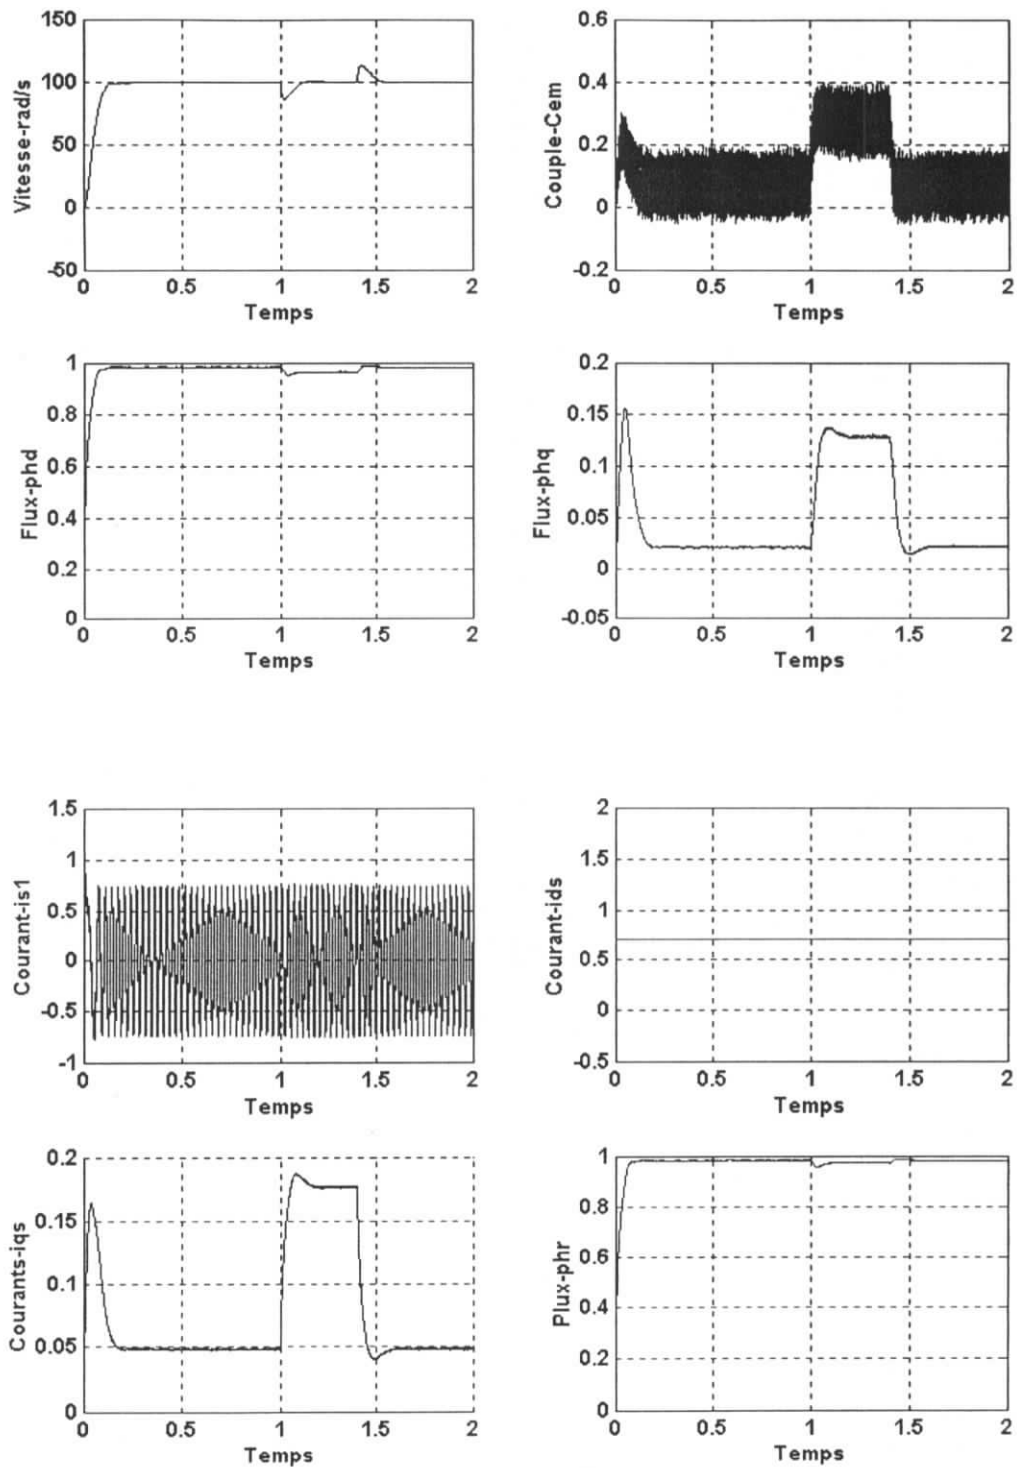 150
100
50
0
-50
Vitesse-rad/s
0 0.5 1 1.5 2
Temps
0.6
0.4
0.2
0
-0.2
Couple-Cem
0 0.5 1 1.5 2
Temps
1
0.8
0.6
0.4
0.2
0
Flux-phd
0 0.5 1 1.5 2
Temps
0.2
0.15
0.1
0.05
0
-0.05
Flux-phq
0 0.5 1 1.5 2
Temps
1.5
1
0.5
0
-0.5
-1
Courant-is1
0 0.5 1 1.5 2
Temps
2
1.5
1
0.5
0
-0.5
Courant-ids
0 0.5 1 1.5 2
Temps
0.2
0.15
0.1
0.05
0
Courants-iqs
0 0.5 1 1.5 2
Temps
1
0.8
0.6
0.4
0.2
0
Plux-phr
0 0.5 1 1.5 2
Temps